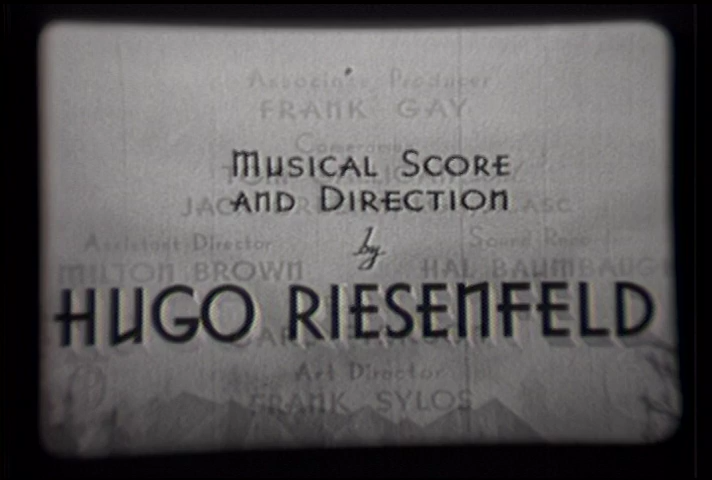 Associate Producer
FRANK GAY
MUSICAL SCORE
AND DIRECTION
by
Assistant Director
Sound Recor
MILTON BROWN HAL BAUMBAUG
HUGO RIESENFELD
Art Director
FRANK SYLOS